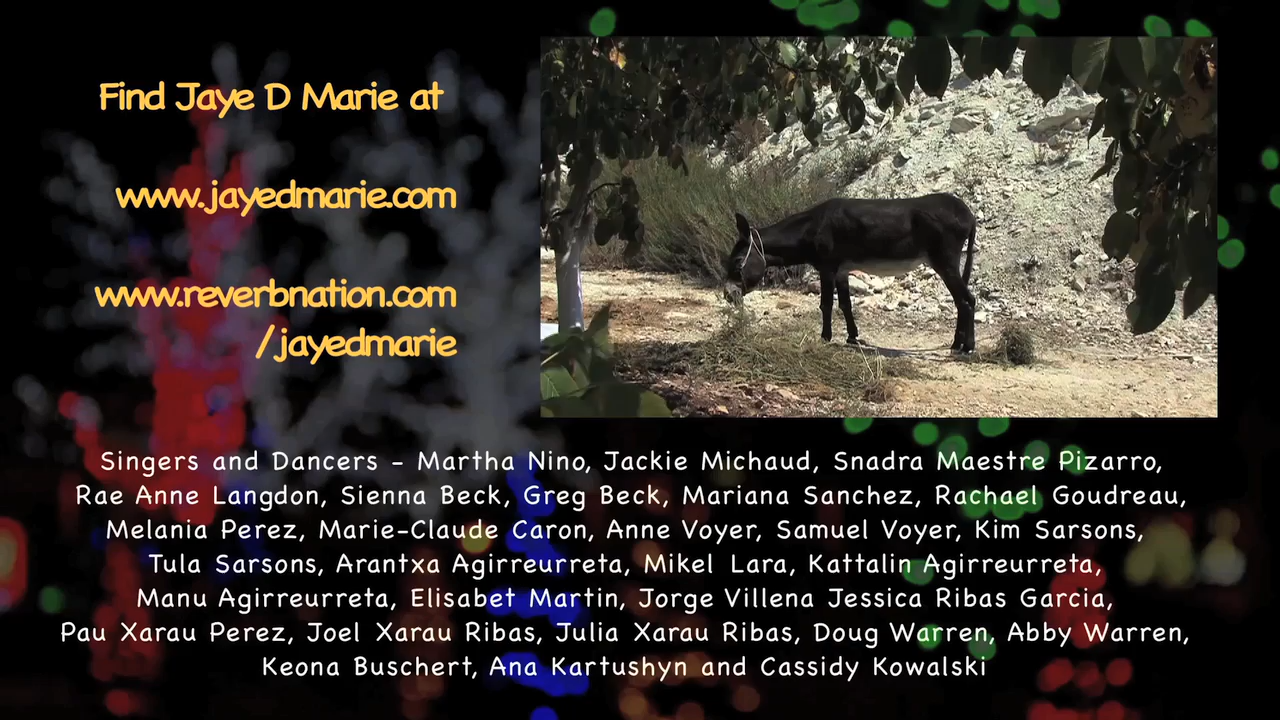 Find Jaye D Marie at
www.jayedmarie.com
www.reverbnation.com
/jayedmarie
Singers and Dancers - Martha Nino, Jackie Michaud, Snadra Maestre Pizarro,
Rae Anne Langdon, Sienna Beck, Greg Beck, Mariana Sanchez, Rachael Goudreau,
Melania Perez, Marie-Claude Caron, Anne Voyer, Samuel Voyer, Kim Sarsons,
Tula Sarsons, Arantxa Agirreurreta, Mikel Lara, Kattalin Agirreurreta,
Manu Agirreurreta, Elisabet Martin, Jorge Villena Jessica Ribas Garcia,
Pau Xarau Perez, Joel Xarau Ribas, Julia Xarau Ribas, Doug Warren, Abby Warren,
Keona Buschert, Ana Kartushyn and Cassidy Kowalski